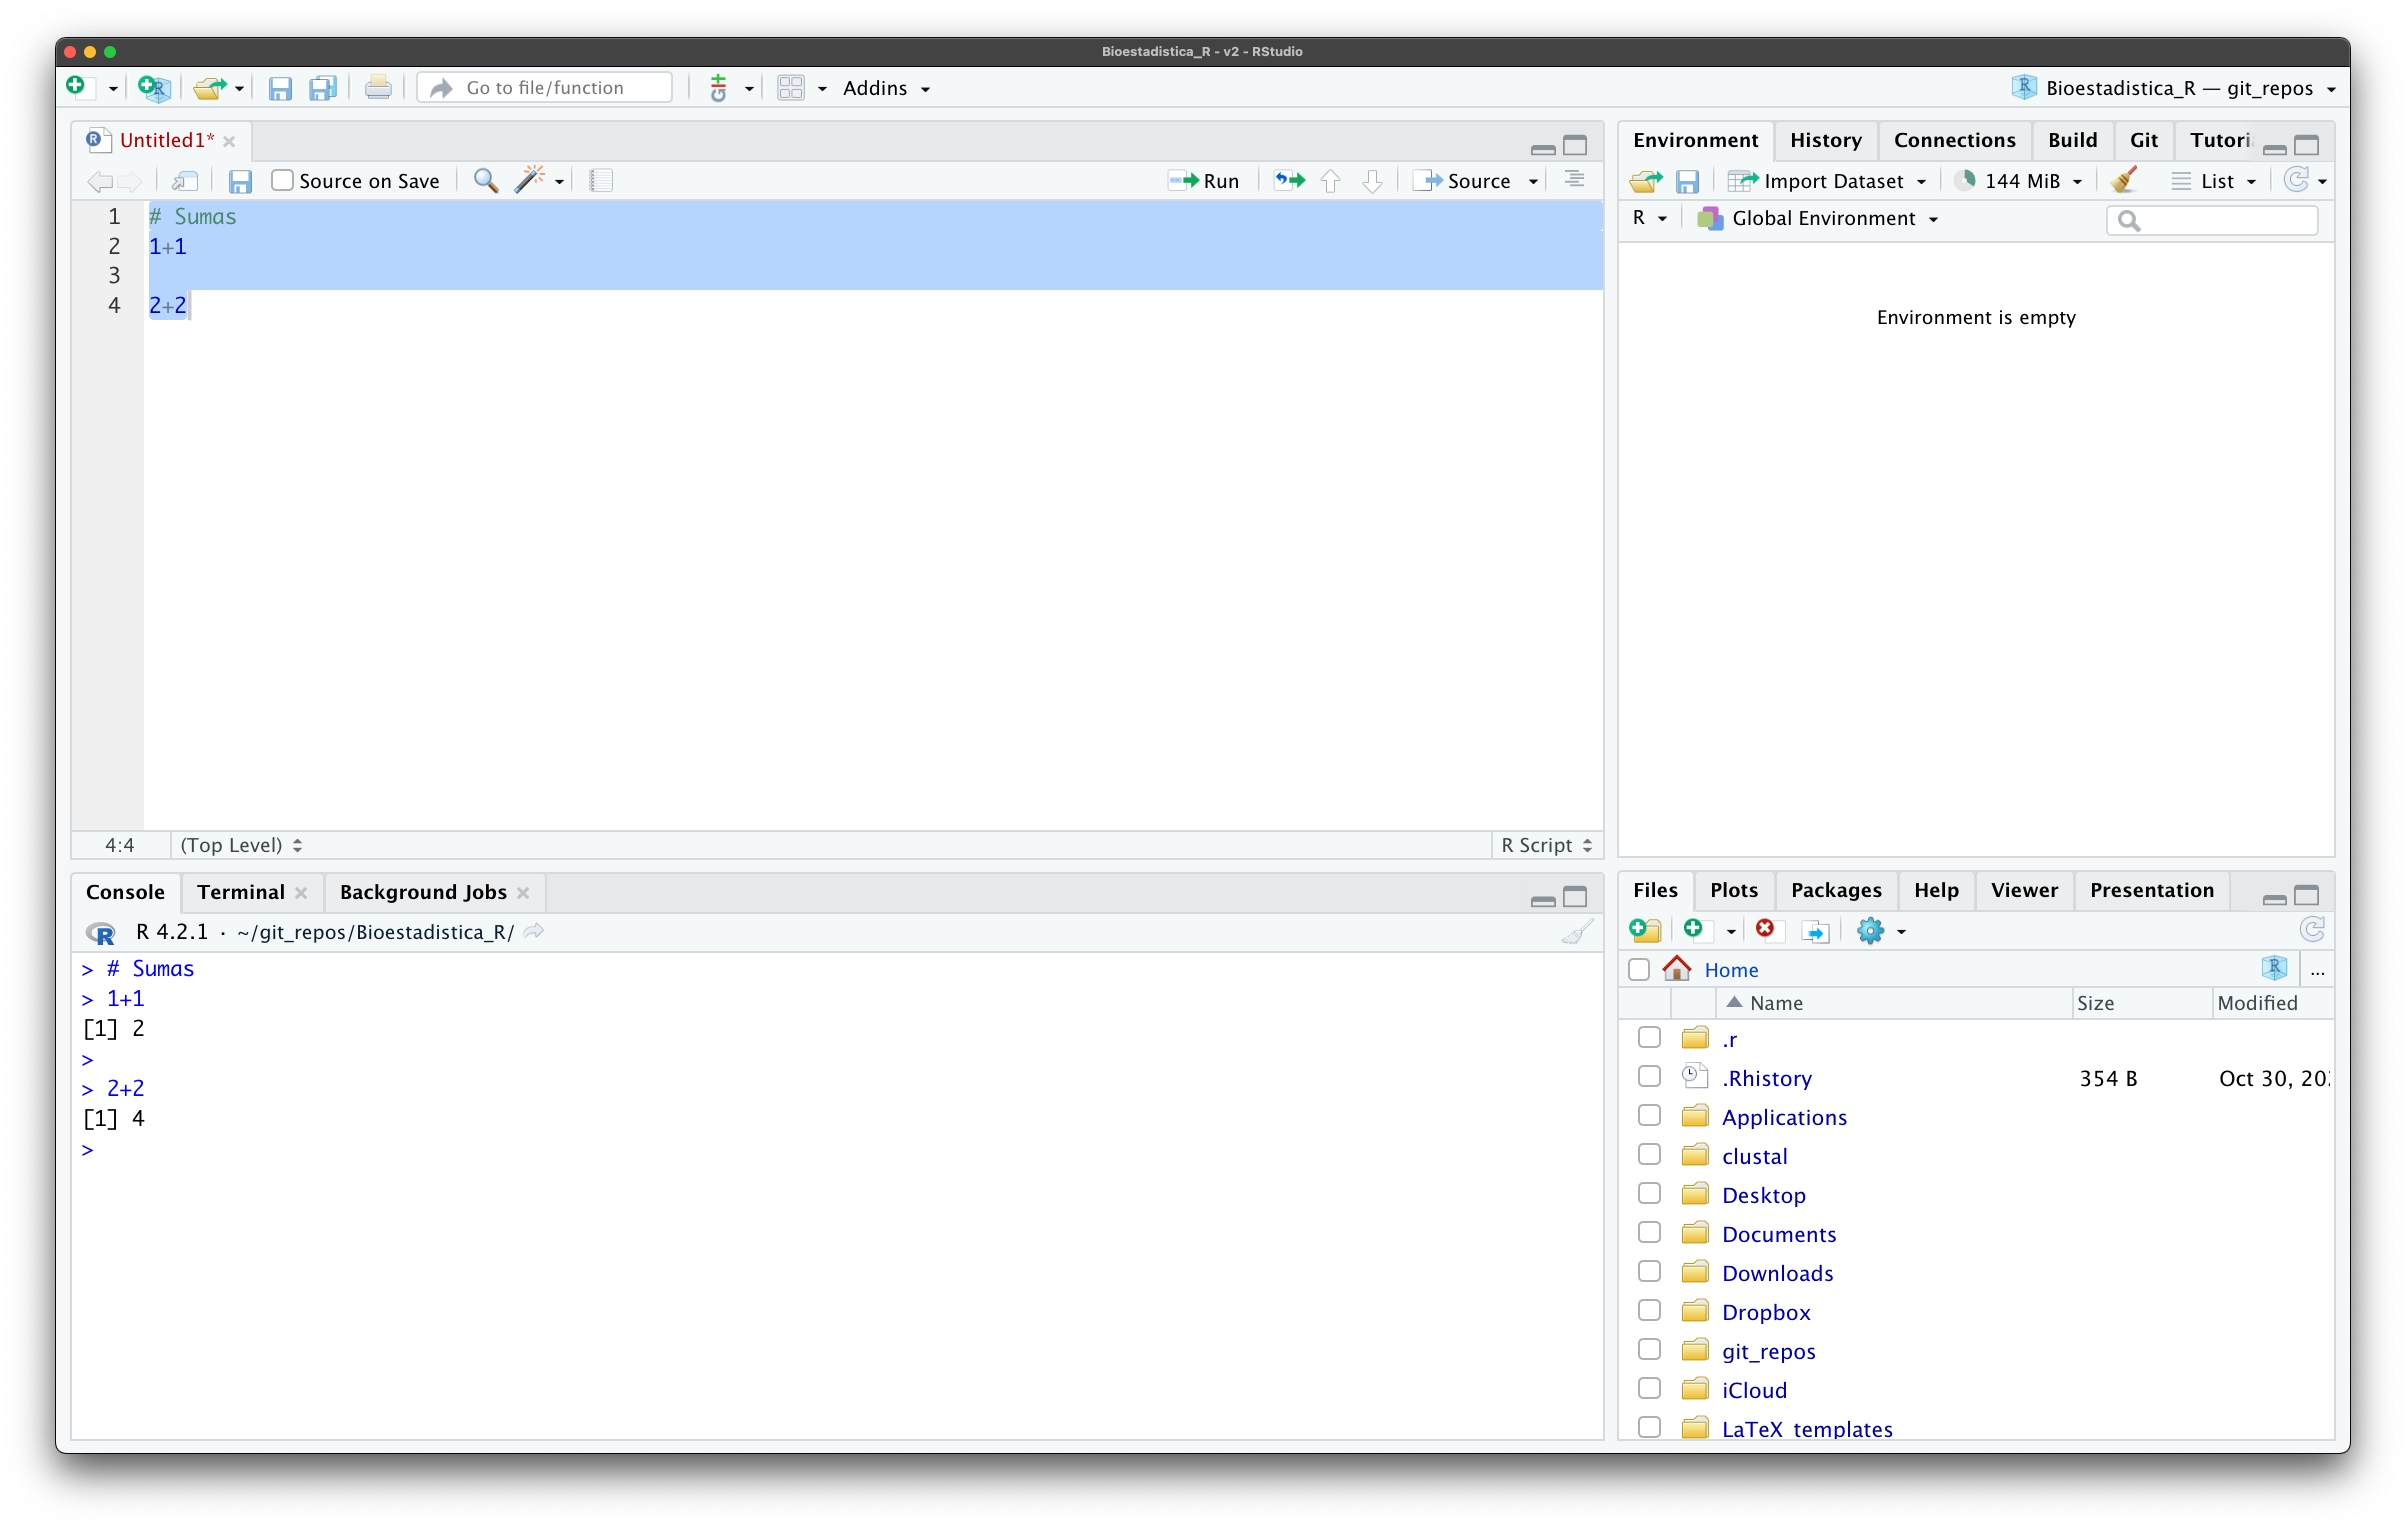 Bioestadistica_R - v2 - RStudio
Go to file/function
Addins
Bioestadistica_R — git_repos
Untitled1*
Source on Save
Run
Source
1 # Sumas
2 1+1
3
4 2+2
4:4 (Top Level)
R Script
Environment History Connections Build Git Tutori
Import Dataset 144 MiB List
R Global Environment
Environment is empty
Console Terminal Background Jobs
R 4.2.1 · ~/git_repos/Bioestadistica_R/
> # Sumas
> 1+1
[1] 2
>
> 2+2
[1] 4
>
Files Plots Packages Help Viewer Presentation
Home ...
Name Size Modified
.r
.Rhistory 354 B Oct 30, 20
Applications
clustal
Desktop
Documents
Downloads
Dropbox
git_repos
iCloud
LaTeX_templates